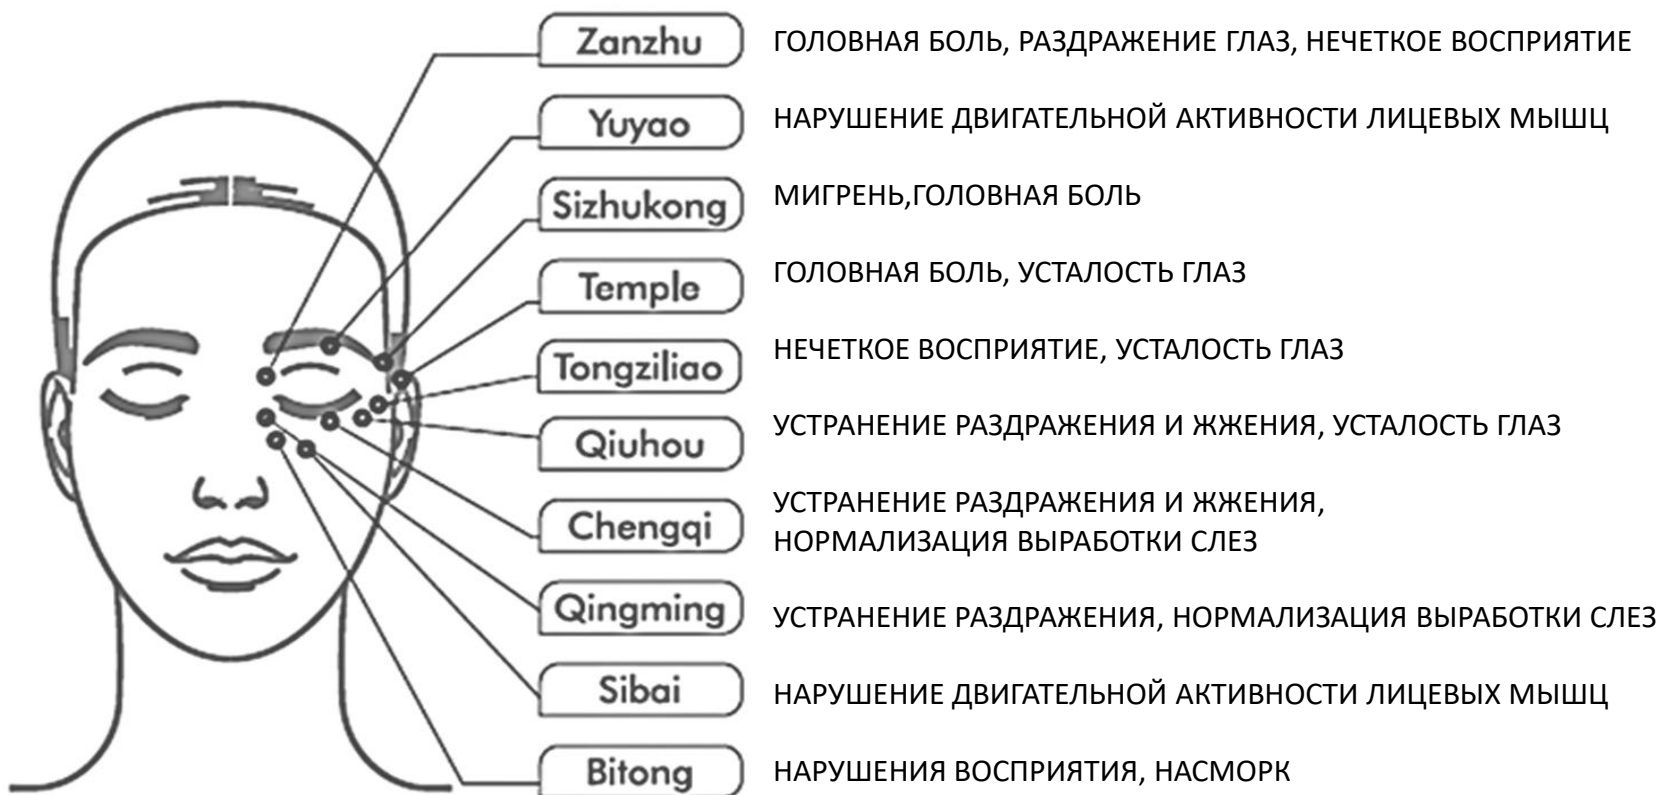 Zanzhu ГОЛОВНАЯ БОЛЬ, РАЗДРАЖЕНИЕ ГЛАЗ, НЕЧЕТКОЕ ВОСПРИЯТИЕ
Yuyao НАРУШЕНИЕ ДВИГАТЕЛЬНОЙ АКТИВНОСТИ ЛИЦЕВЫХ МЫШЦ
Sizhukong МИГРЕНЬ,ГОЛОВНАЯ БОЛЬ
Temple ГОЛОВНАЯ БОЛЬ, УСТАЛОСТЬ ГЛАЗ
Tongziliao НЕЧЕТКОЕ ВОСПРИЯТИЕ, УСТАЛОСТЬ ГЛАЗ
Qiuhou УСТРАНЕНИЕ РАЗДРАЖЕНИЯ И ЖЖЕНИЯ, УСТАЛОСТЬ ГЛАЗ
Chengqi УСТРАНЕНИЕ РАЗДРАЖЕНИЯ И ЖЖЕНИЯ,
НОРМАЛИЗАЦИЯ ВЫРАБОТКИ СЛЕЗ
Qingming УСТРАНЕНИЕ РАЗДРАЖЕНИЯ, НОРМАЛИЗАЦИЯ ВЫРАБОТКИ СЛЕЗ
Sibai НАРУШЕНИЕ ДВИГАТЕЛЬНОЙ АКТИВНОСТИ ЛИЦЕВЫХ МЫШЦ
Bitong НАРУШЕНИЯ ВОСПРИЯТИЯ, НАСМОРК